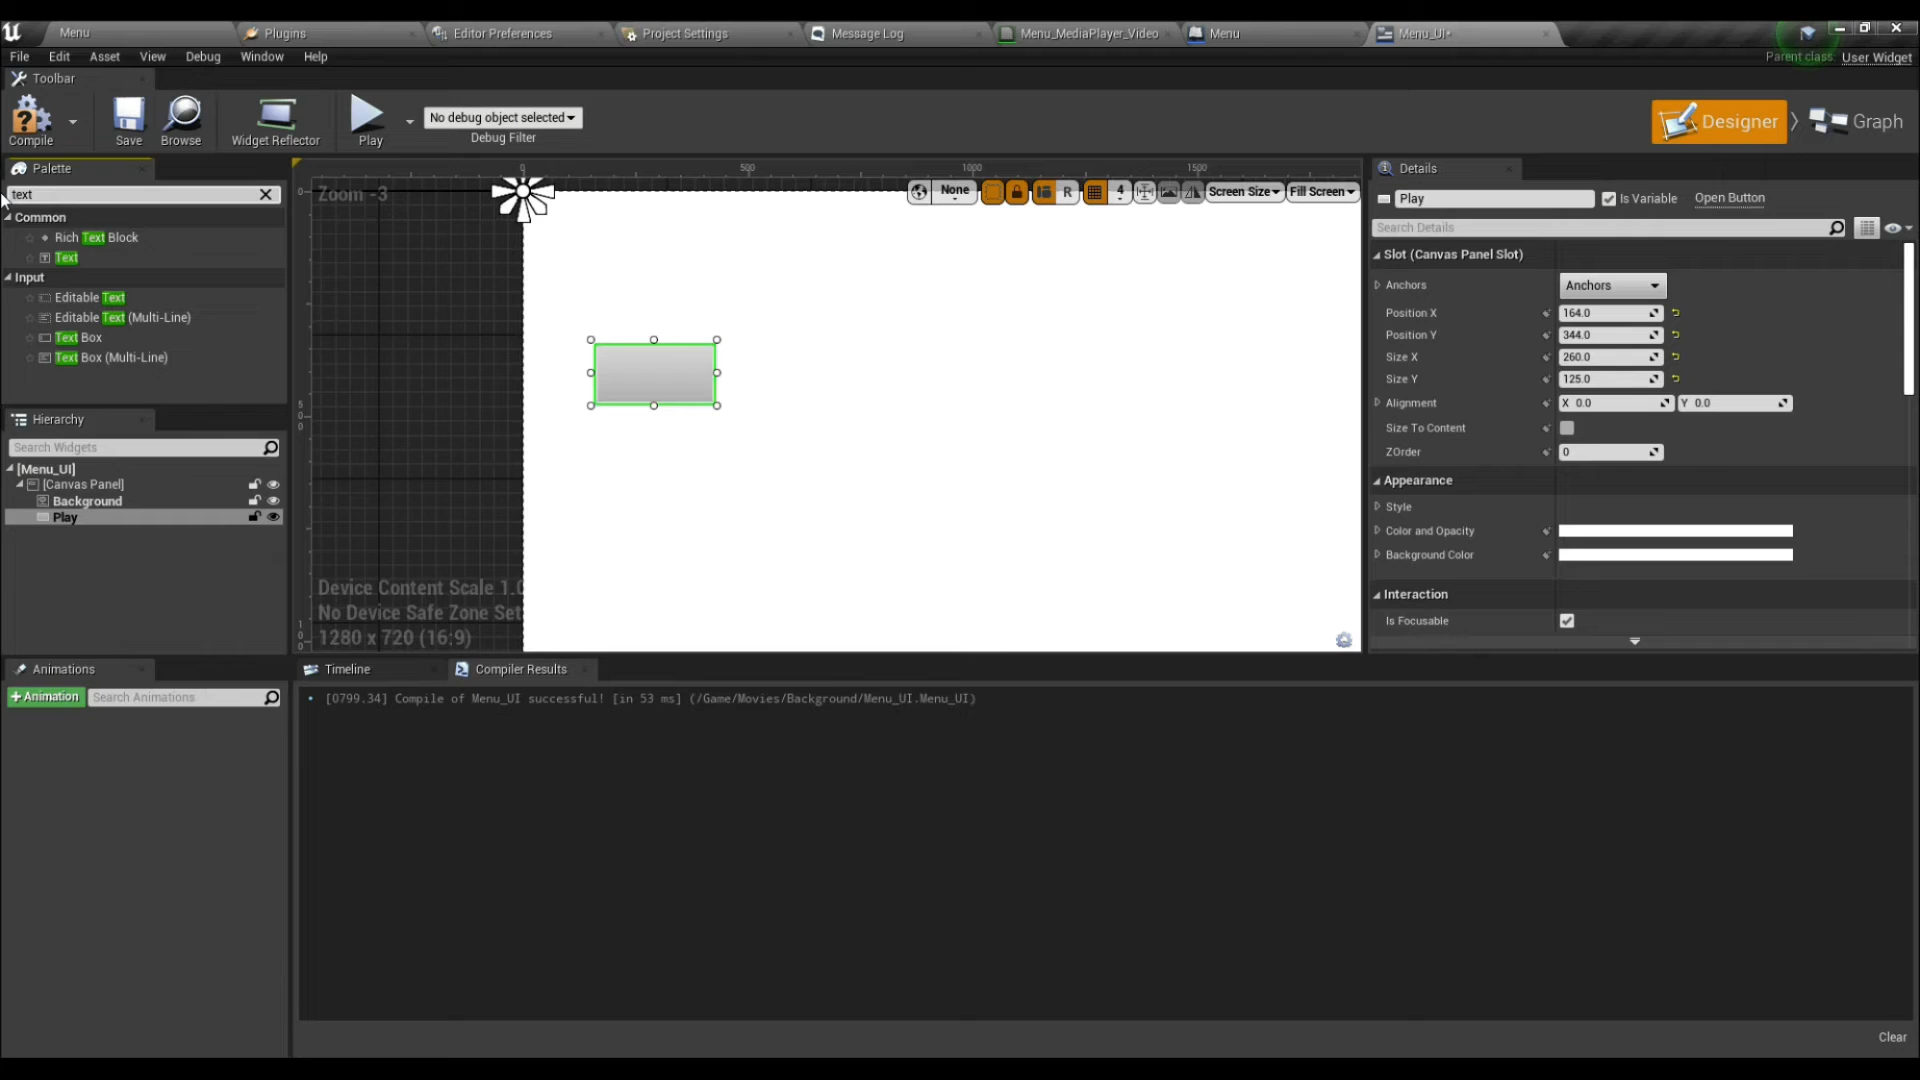 Menu
Plugins
Editor Preferences
Project Settings
Message Log
Menu_MediaPlayer_Video
Menu
Menu_UI*
File
Edit
Asset
View
Debug
Window
Help
Parent class:
User Widget
Toolbar
Compile
Save
Browse
Widget Reflector
Play
No debug object selected
Debug Filter
Designer
Graph
Palette
text
Common
Rich Text Block
Text
Input
Editable Text
Editable Text (Multi-Line)
Text Box
Text Box (Multi-Line)
Hierarchy
Search Widgets
[Menu_UI]
[Canvas Panel]
Background
Play
0
500
1000
1500
0
5
0
1
0
Zoom -3
None
R
4
Screen Size
Fill Screen
Device Content Scale 1.0
No Device Safe Zone Set
1280 x 720 (16:9)
Details
Play
Is Variable
Open Button
Search Details
Slot (Canvas Panel Slot)
Anchors
Anchors
Position X
164.0
Position Y
344.0
Size X
260.0
Size Y
125.0
Alignment
X 0.0
Y 0.0
Size To Content
ZOrder
0
Appearance
Style
Color and Opacity
Background Color
Interaction
Is Focusable
Animations
+Animation
Search Animations
Timeline
Compiler Results
[0799.34] Compile of Menu_UI successful! [in 53 ms] (/Game/Movies/Background/Menu_UI.Menu_UI)
Clear